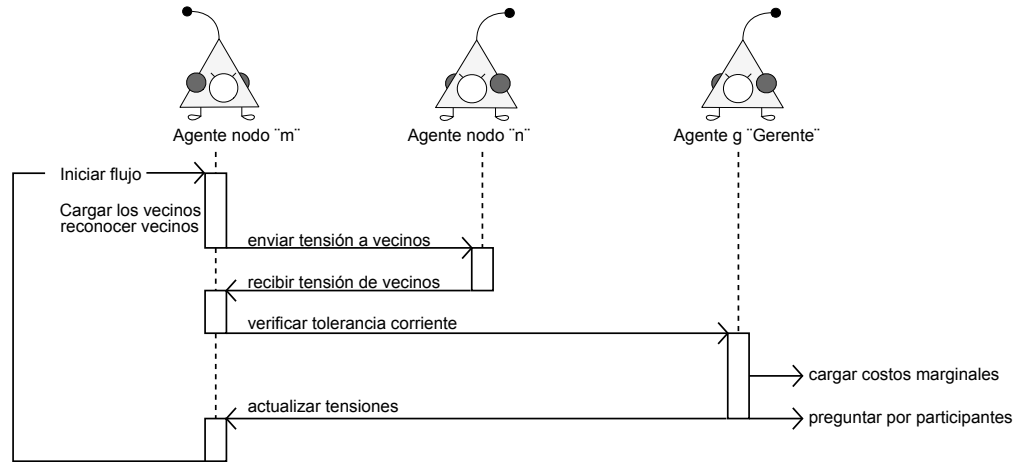 Agente nodo ¨m¨
Agente nodo ¨n¨
Agente g ¨Gerente¨
Iniciar flujo
Cargar los vecinos
reconocer vecinos
enviar tensión a vecinos
recibir tensión de vecinos
verificar tolerancia corriente
cargar costos marginales
actualizar tensiones
preguntar por participantes